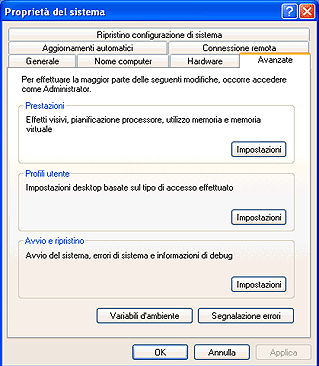 Proprietà del sistema
Ripristino configurazione di sistema
Aggiornamenti automatici
Connessione remota
Generale
Nome computer
Hardware
Avanzate
Per effettuare la maggior parte delle seguenti modifiche, occorre accedere
come Administrator.
Prestazioni
Effetti visivi, pianificazione processore, utilizzo memoria e memoria
virtuale
Impostazioni
Profili utente
Impostazioni desktop basate sul tipo di accesso effettuato
Impostazioni
Avvio e ripristino
Avvio del sistema, errori di sistema e informazioni di debug
Impostazioni
Variabili d'ambiente
Segnalazione errori
OK
Annulla
Applica